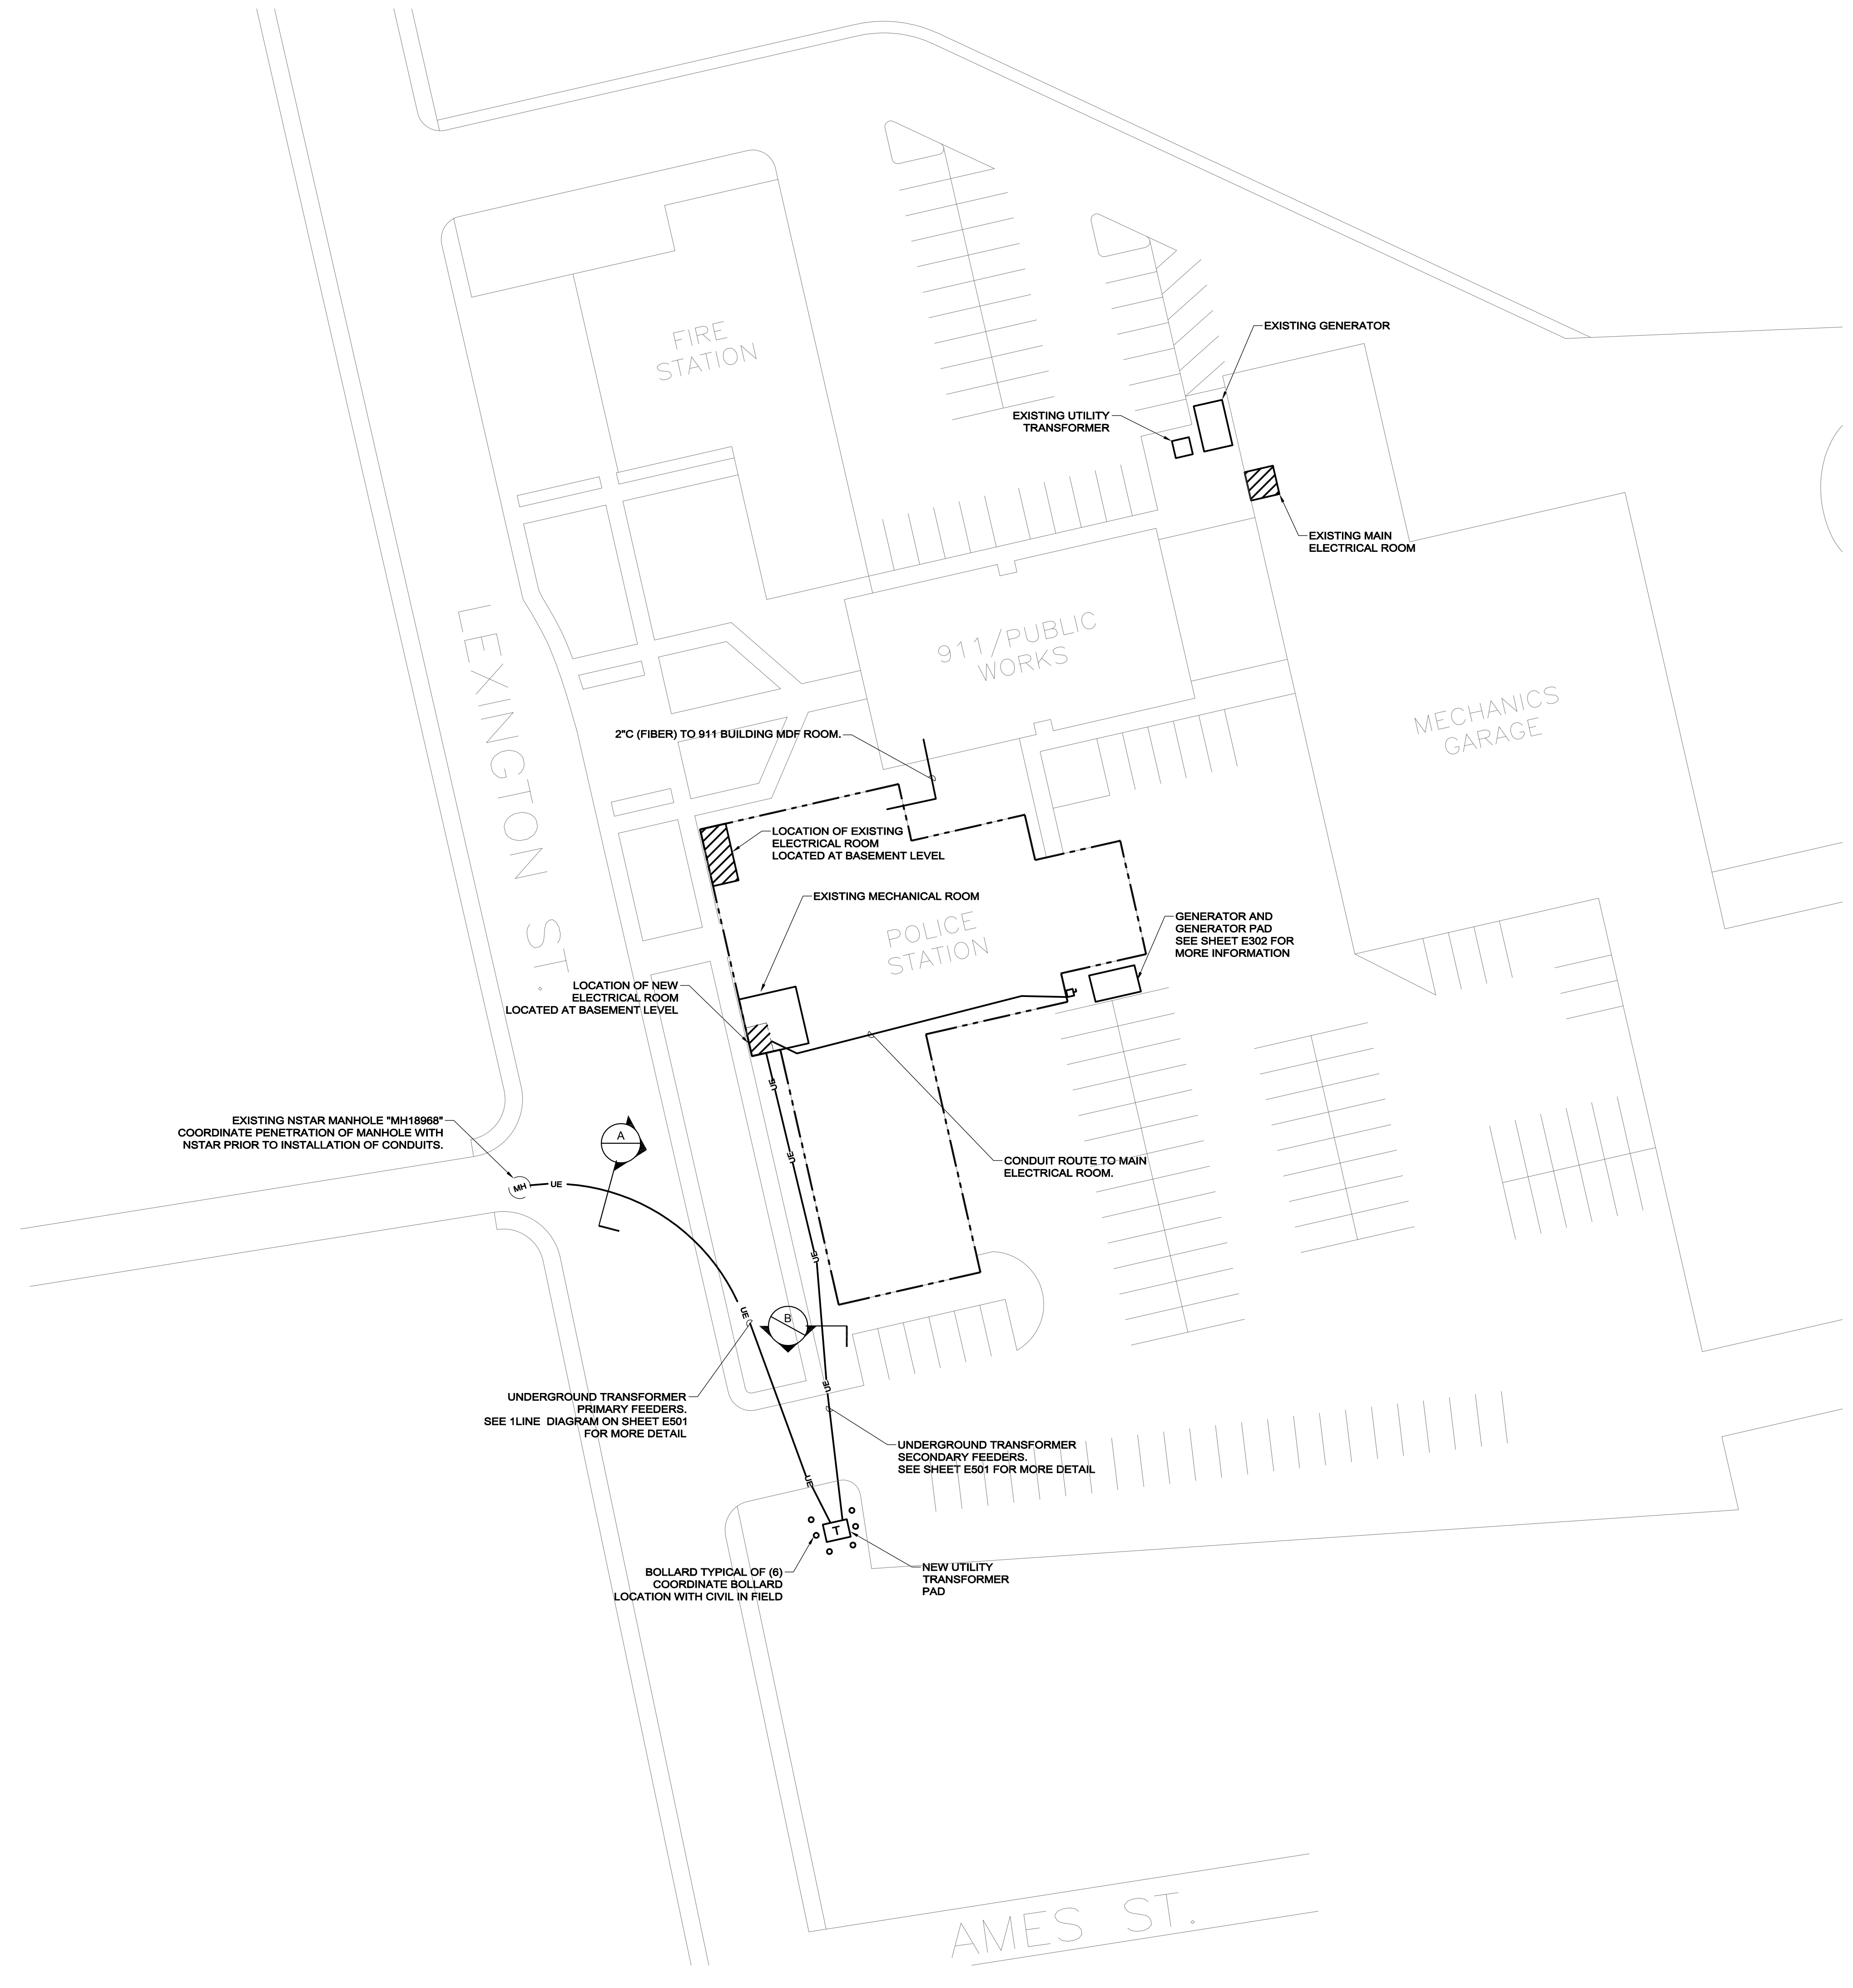 FIRE
STATION
EXISTING GENERATOR
EXISTING UTILITY
TRANSFORMER
EXISTING MAIN
ELECTRICAL ROOM
LEXINGTON ST.
911/PUBLIC
WORKS
MECHANICS
GARAGE
2"C (FIBER) TO 911 BUILDING MDF ROOM.
LOCATION OF EXISTING
ELECTRICAL ROOM
LOCATED AT BASEMENT LEVEL
EXISTING MECHANICAL ROOM
POLICE
STATION
GENERATOR AND
GENERATOR PAD
SEE SHEET E302 FOR
MORE INFORMATION
LOCATION OF NEW
ELECTRICAL ROOM
LOCATED AT BASEMENT LEVEL
UE
EXISTING NSTAR MANHOLE "MH18968"
COORDINATE PENETRATION OF MANHOLE WITH
NSTAR PRIOR TO INSTALLATION OF CONDUITS.
A
UE
CONDUIT ROUTE TO MAIN
ELECTRICAL ROOM.
MH
UE
UE
UE
B
UE
UNDERGROUND TRANSFORMER
PRIMARY FEEDERS.
SEE 1LINE DIAGRAM ON SHEET E501
FOR MORE DETAIL
UNDERGROUND TRANSFORMER
SECONDARY FEEDERS.
SEE SHEET E501 FOR MORE DETAIL
UE
T
BOLLARD TYPICAL OF (6)
COORDINATE BOLLARD
LOCATION WITH CIVIL IN FIELD
NEW UTILITY
TRANSFORMER
PAD
AMES ST.